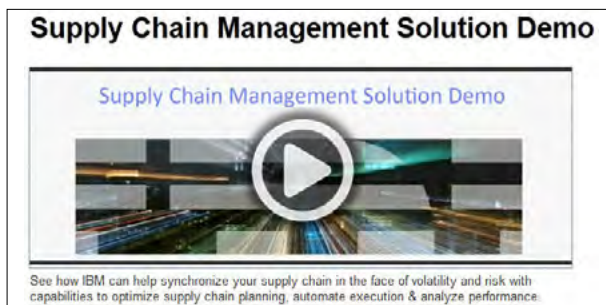 Supply Chain Management Solution Demo
Supply Chain Management Solution Demo
See how IBM can help synchronize your supply chain in the face of volatility and risk with
capabilities to optimize supply chain planning, automate execution & analyze performance.